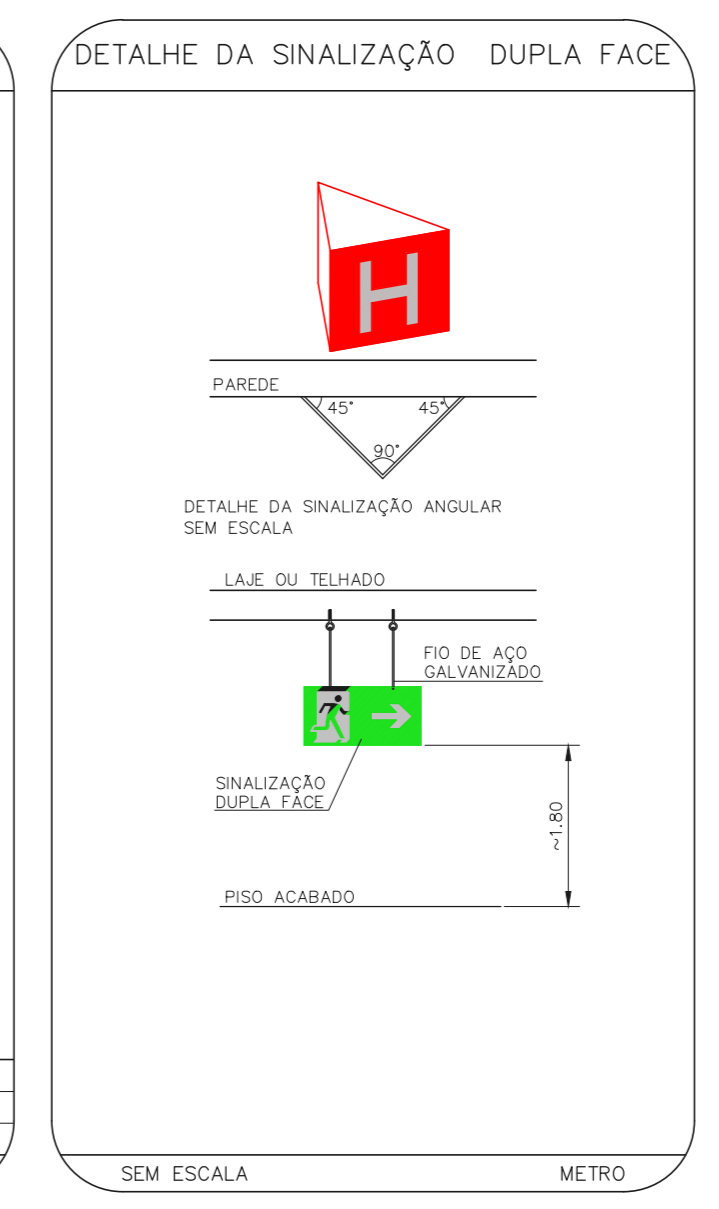 DETALHE DA SINALIZAÇÃO DUPLA FACE
H
PAREDE
45°
45°
90°
DETALHE DA SINALIZAÇÃO ANGULAR
SEM ESCALA
LAJE OU TELHADO
FIO DE AÇO
GALVANIZADO
SINALIZAÇÃO
DUPLA FACE
~1.80
PISO ACABADO
SEM ESCALA
METRO